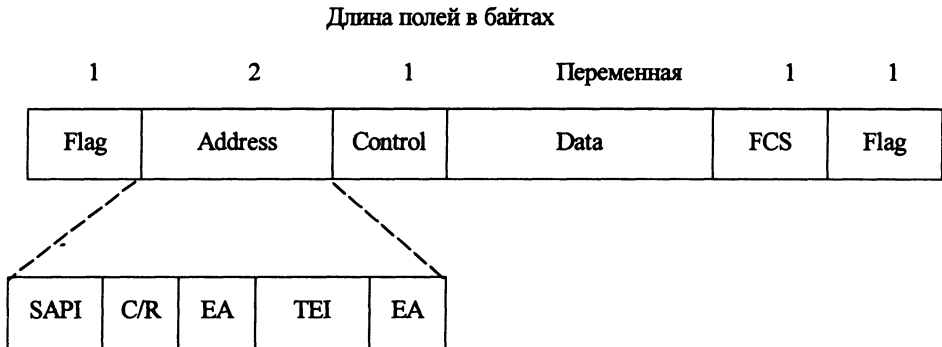 Длина полей в байтах
1 2 1 Переменная 1 1
Flag Address Control Data FCS Flag
SAPI C/R EA TEI EA